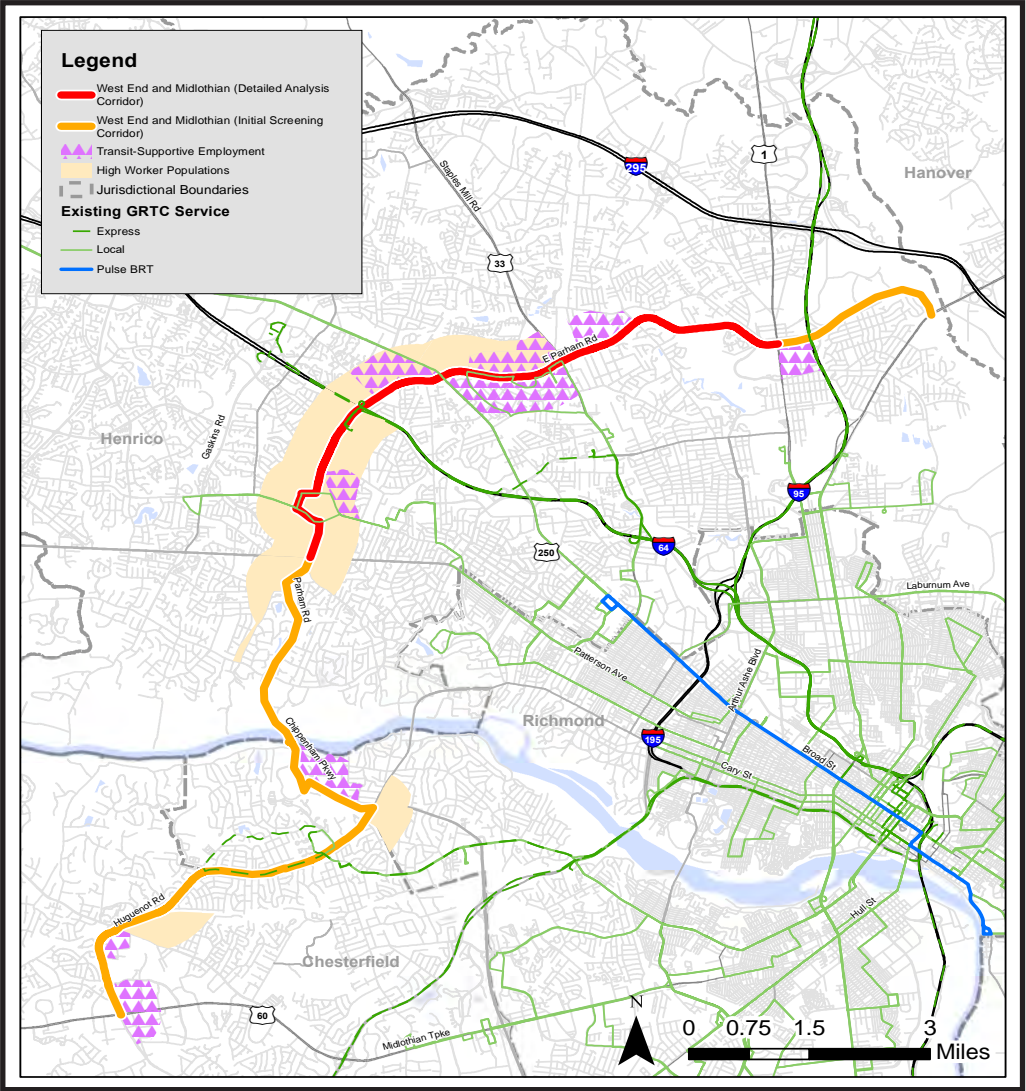 Legend
West End and Midlothian (Detailed Analysis
Corridor)
West End and Midlothian (Initial Screening
Corridor)
Transit-Supportive Employment
High Worker Populations
Jurisdictional Boundaries
Existing GRTC Service
Express
Local
Pulse BRT
295
1
Hanover
Staples Mill Rd
33
E Parham Rd
Gaskins Rd
Henrico
95
64
250
Parham Rd
Laburnum Ave
Patterson Ave
Arthur Ashe Blvd
Richmond
195
Chippenham Pkwy
Broad St
Cary St
Huguenot Rd
Hull St
Chesterfield
60
Midlothian Tpke
N
0 0.75 1.5 3
Miles